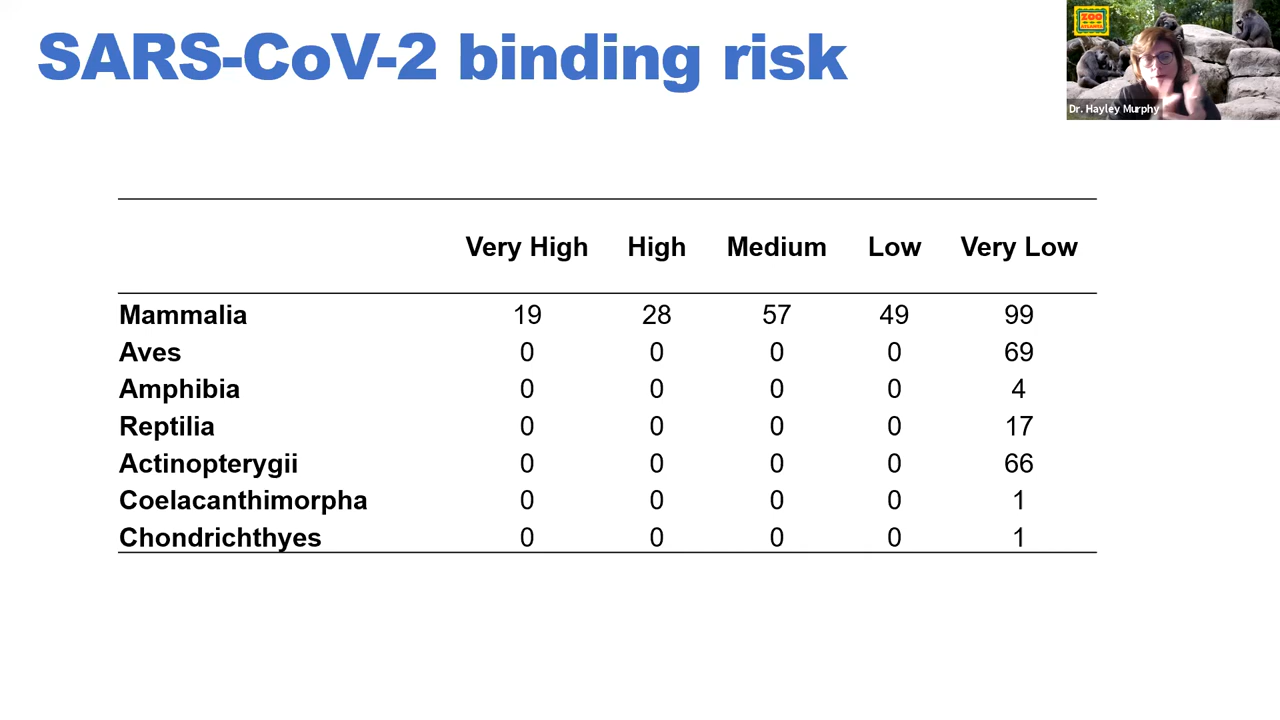 SARS-CoV-2 binding risk
ZOO
ATLANTA
Dr. Hayley Murphy
Very High High Medium Low Very Low
Mammalia 19 28 57 49 99
Aves 0 0 0 0 69
Amphibia 0 0 0 0 4
Reptilia 0 0 0 0 17
Actinopterygii 0 0 0 0 66
Coelacanthimorpha 0 0 0 0 1
Chondrichthyes 0 0 0 0 1